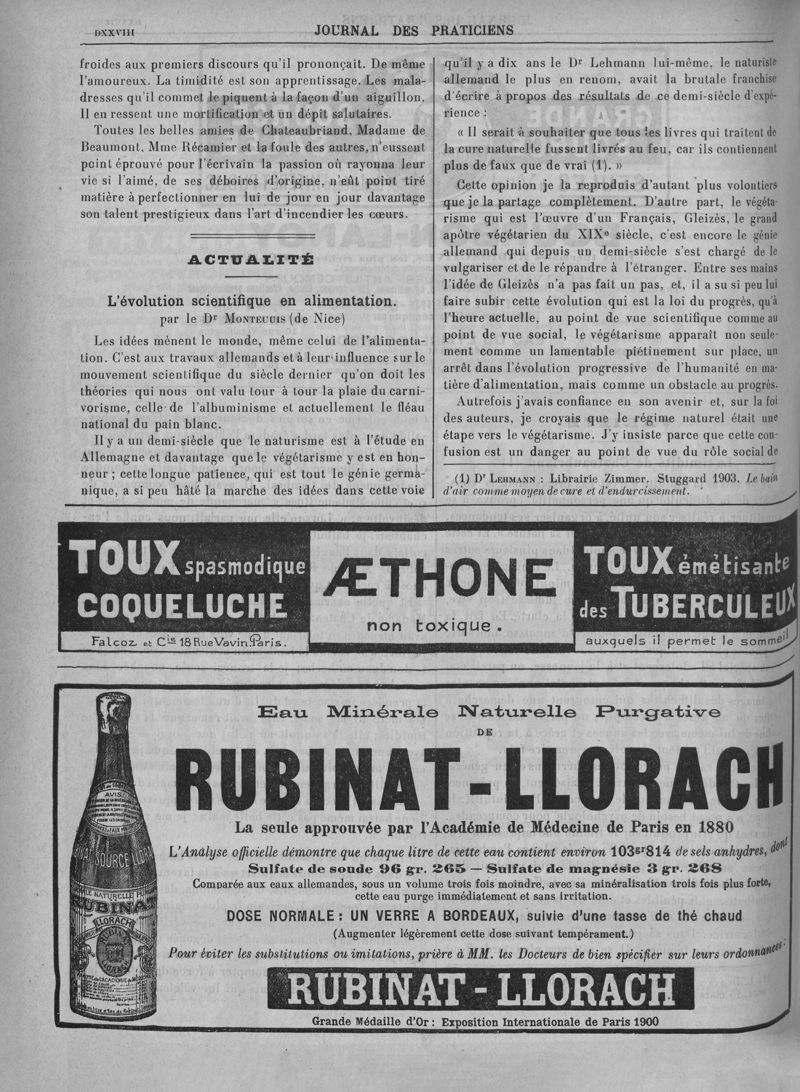 DXXVIII
JOURNAL DES PRATICIENS
froides aux premiers discours qu'il prononçait. De même
l'amoureux. La timidité est son apprentissage. Les mala-
dresses qu'il commet le piquent à la façon d'un aiguillon.
Il en ressent une mortification et un dépit salutaires.
Toutes les belles amies de Chateaubriand, Madame de
Beaumont, Mme Récamier et la foule des autres, n'eussent
point éprouvé pour l'écrivain la passion où rayonna leur
vie si l'aimé, de ses déboires d'origine, n'eût point tiré
matière à perfectionner en lui de jour en jour davantage
son talent prestigieux dans l'art d'incendier les cœurs.
ACTUALITÉ
L'évolution scientifique en alimentation.
par le Dr MONTEUUIS (de Nice)
Les idées mènent le monde, même celui de l'alimenta-
tion. C'est aux travaux allemands et à leur influence sur le
mouvement scientifique du siècle dernier qu'on doit les
théories qui nous ont valu tour à tour la plaie du carni-
vorisme, celle de l'albuminisme et actuellement le fléau
national du pain blanc.
Il y a un demi-siècle que le naturisme est à l'étude en
Allemagne et davantage que le végétarisme y est en hon-
neur ; cette longue patience, qui est tout le génie germa-
nique, a si peu hâté la marche des idées dans cette voie
qu'il y a dix ans le Dr Lehmann lui-même, le naturiste
allemand le plus en renom, avait la brutale franchise
d'écrire à propos des résultats de ce demi-siècle d'expé-
rience :
« Il serait à souhaiter que tous les livres qui traitent de
la cure naturelle fussent livrés au feu, car ils contiennent
plus de faux que de vrai (1). »
Cette opinion je la reproduis d'autant plus volontiers
que je la partage complètement. D'autre part, le végéta-
risme qui est l'œuvre d'un Français, Gleizès, le grand
apôtre végétarien du XIXe siècle, c'est encore le génie
allemand qui depuis un demi-siècle s'est chargé de le
vulgariser et de le répandre à l'étranger. Entre ses mains
l'idée de Gleizès n'a pas fait un pas, et, il a su si peu lui
faire subir cette évolution qui est la loi du progrès, qu'à
l'heure actuelle, au point de vue scientifique comme au
point de vue social, le végétarisme apparaît non seule-
ment comme un lamentable piétinement sur place, un
arrêt dans l'évolution progressive de l'humanité en ma-
tière d'alimentation, mais comme un obstacle au progrès.
Autrefois j'avais confiance en son avenir et, sur la foi
des auteurs, je croyais que le régime naturel était une
étape vers le végétarisme. J'y insiste parce que cette con-
fusion est un danger au point de vue du rôle social de
(1) Dr LEHMANN : Librairie Zimmer. Stuggard 1903. Le bain
d'air comme moyen de cure et d'endurcissement.
TOUX spasmodique
COQUELUCHE
Falcoz et Cie 18 Rue Vavin, Paris.
ÆTHONE
non toxique.
TOUX émétisante
des TUBERCULEUX
auxquels il permet le sommeil
Eau Minérale Naturelle Purgative
DE
RUBINAT-LLORACH
La seule approuvée par l'Académie de Médecine de Paris en 1880
L'Analyse officielle démontre que chaque litre de cette eau contient environ 103gr814 de sels anhydres, dont
Sulfate de soude 96 gr. 265 — Sulfate de magnésie 3 gr. 268
Comparée aux eaux allemandes, sous un volume trois fois moindre, avec sa minéralisation trois fois plus forte,
cette eau purge immédiatement et sans irritation.
DOSE NORMALE : UN VERRE A BORDEAUX, suivie d'une tasse de thé chaud
(Augmenter légèrement cette dose suivant tempérament.)
Pour éviter les substitutions ou imitations, prière à MM. les Docteurs de bien spécifier sur leurs ordonnances :
RUBINAT-LLORACH
Grande Médaille d'Or : Exposition Internationale de Paris 1900
AVIS
SOURCE
RUBINAT
LLORACH